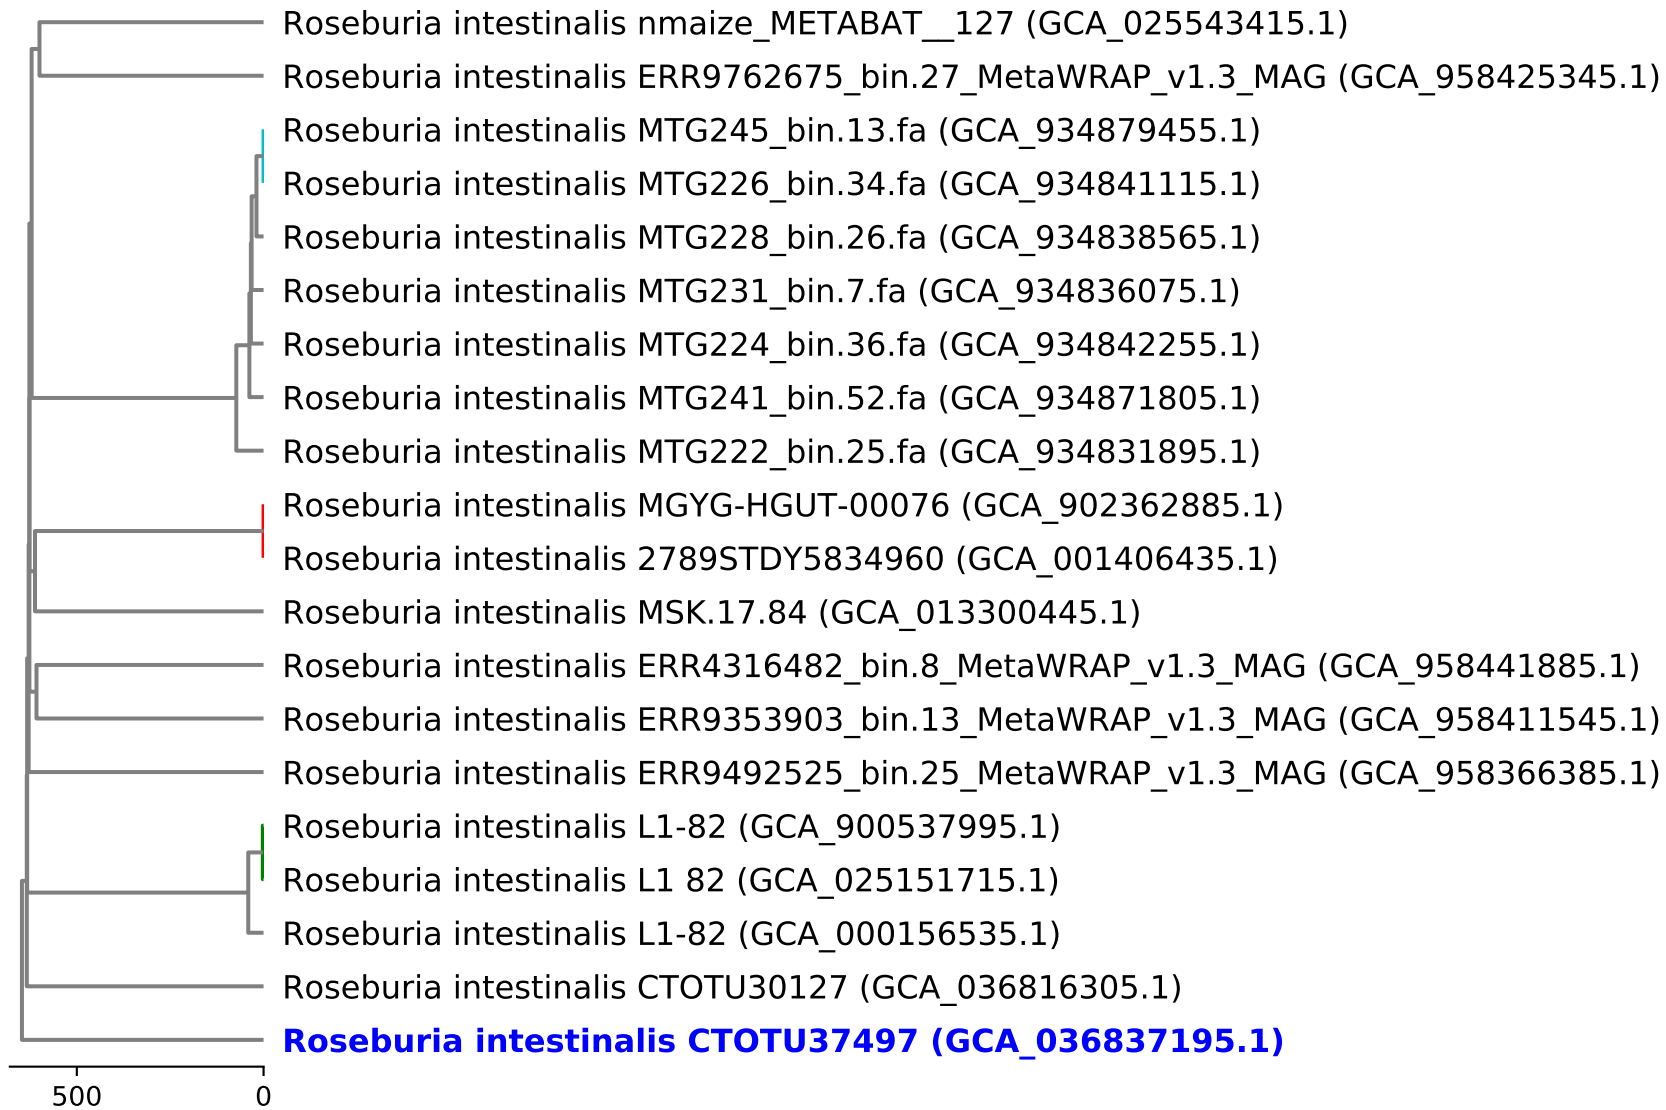 Roseburia intestinalis nmaize_METABAT__127 (GCA_025543415.1)
Roseburia intestinalis ERR9762675_bin.27_MetaWRAP_v1.3_MAG (GCA_958425345.1)
Roseburia intestinalis MTG245_bin.13.fa (GCA_934879455.1)
Roseburia intestinalis MTG226_bin.34.fa (GCA_934841115.1)
Roseburia intestinalis MTG228_bin.26.fa (GCA_934838565.1)
Roseburia intestinalis MTG231_bin.7.fa (GCA_934836075.1)
Roseburia intestinalis MTG224_bin.36.fa (GCA_934842255.1)
Roseburia intestinalis MTG241_bin.52.fa (GCA_934871805.1)
Roseburia intestinalis MTG222_bin.25.fa (GCA_934831895.1)
Roseburia intestinalis MGYG-HGUT-00076 (GCA_902362885.1)
Roseburia intestinalis 2789STDY5834960 (GCA_001406435.1)
Roseburia intestinalis MSK.17.84 (GCA_013300445.1)
Roseburia intestinalis ERR4316482_bin.8_MetaWRAP_v1.3_MAG (GCA_958441885.1)
Roseburia intestinalis ERR9353903_bin.13_MetaWRAP_v1.3_MAG (GCA_958411545.1)
Roseburia intestinalis ERR9492525_bin.25_MetaWRAP_v1.3_MAG (GCA_958366385.1)
Roseburia intestinalis L1-82 (GCA_900537995.1)
Roseburia intestinalis L1 82 (GCA_025151715.1)
Roseburia intestinalis L1-82 (GCA_000156535.1)
Roseburia intestinalis CTOTU30127 (GCA_036816305.1)
Roseburia intestinalis CTOTU37497 (GCA_036837195.1)
500 0